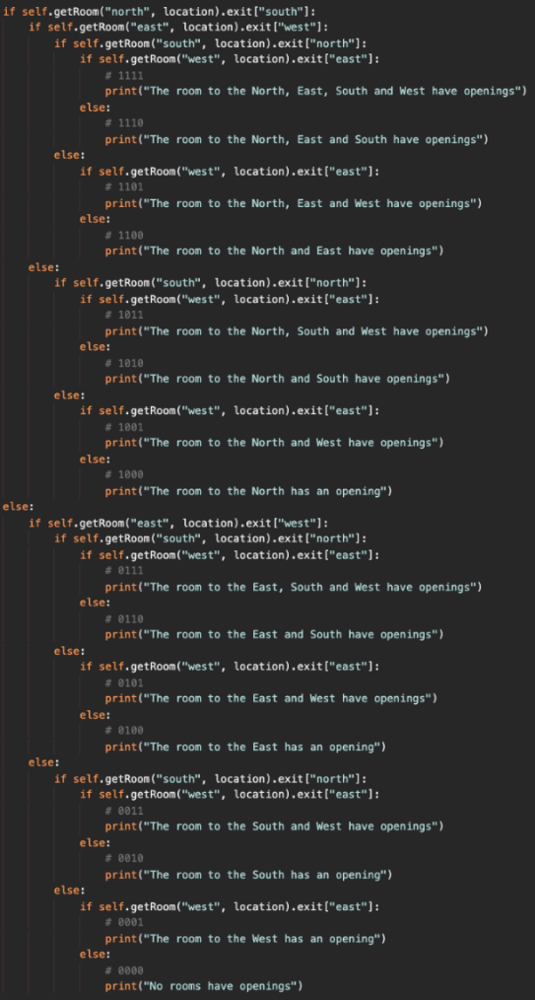 if self.getRoom("north", location).exit["south"]:
    if self.getRoom("east", location).exit["west"]:
        if self.getRoom("south", location).exit["north"]:
            if self.getRoom("west", location).exit["east"]:
                # 1111
                print("The room to the North, East, South and West have openings")
            else:
                # 1110
                print("The room to the North, East and South have openings")
        else:
            if self.getRoom("west", location).exit["east"]:
                # 1101
                print("The room to the North, East and West have openings")
            else:
                # 1100
                print("The room to the North and East have openings")
    else:
        if self.getRoom("south", location).exit["north"]:
            if self.getRoom("west", location).exit["east"]:
                # 1011
                print("The room to the North, South and West have openings")
            else:
                # 1010
                print("The room to the North and South have openings")
        else:
            if self.getRoom("west", location).exit["east"]:
                # 1001
                print("The room to the North and West have openings")
            else:
                # 1000
                print("The room to the North has an opening")
else:
    if self.getRoom("east", location).exit["west"]:
        if self.getRoom("south", location).exit["north"]:
            if self.getRoom("west", location).exit["east"]:
                # 0111
                print("The room to the East, South and West have openings")
            else:
                # 0110
                print("The room to the East and South have openings")
        else:
            if self.getRoom("west", location).exit["east"]:
                # 0101
                print("The room to the East and West have openings")
            else:
                # 0100
                print("The room to the East has an opening")
    else:
        if self.getRoom("south", location).exit["north"]:
            if self.getRoom("west", location).exit["east"]:
                # 0011
                print("The room to the South and West have openings")
            else:
                # 0010
                print("The room to the South has an opening")
        else:
            if self.getRoom("west", location).exit["east"]:
                # 0001
                print("The room to the West has an opening")
            else:
                # 0000
                print("No rooms have openings")